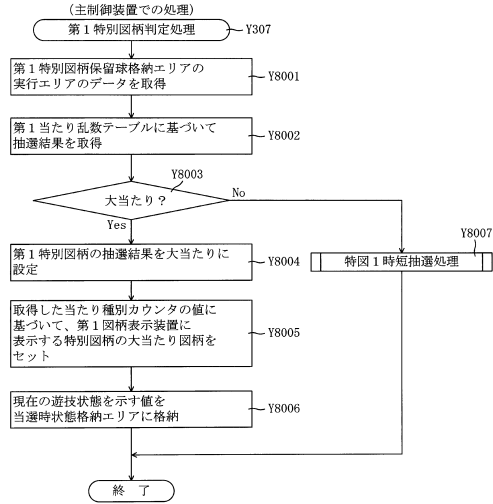 (主制御装置での処理)
第1特別図柄判定処理
Y307
第1特別図柄保留球格納エリアの
実行エリアのデータを取得
Y8001
第1当たり乱数テーブルに基づいて
抽選結果を取得
Y8002
Y8003
大当たり?
No
Yes
Y8007
特図1時短抽選処理
第1特別図柄の抽選結果を大当たりに
設定
Y8004
取得した当たり種別カウンタの値に
基づいて、第1図柄表示装置に
表示する特別図柄の大当たり図柄を
セット
Y8005
現在の遊技状態を示す値を
当選時状態格納エリアに格納
Y8006
終 了